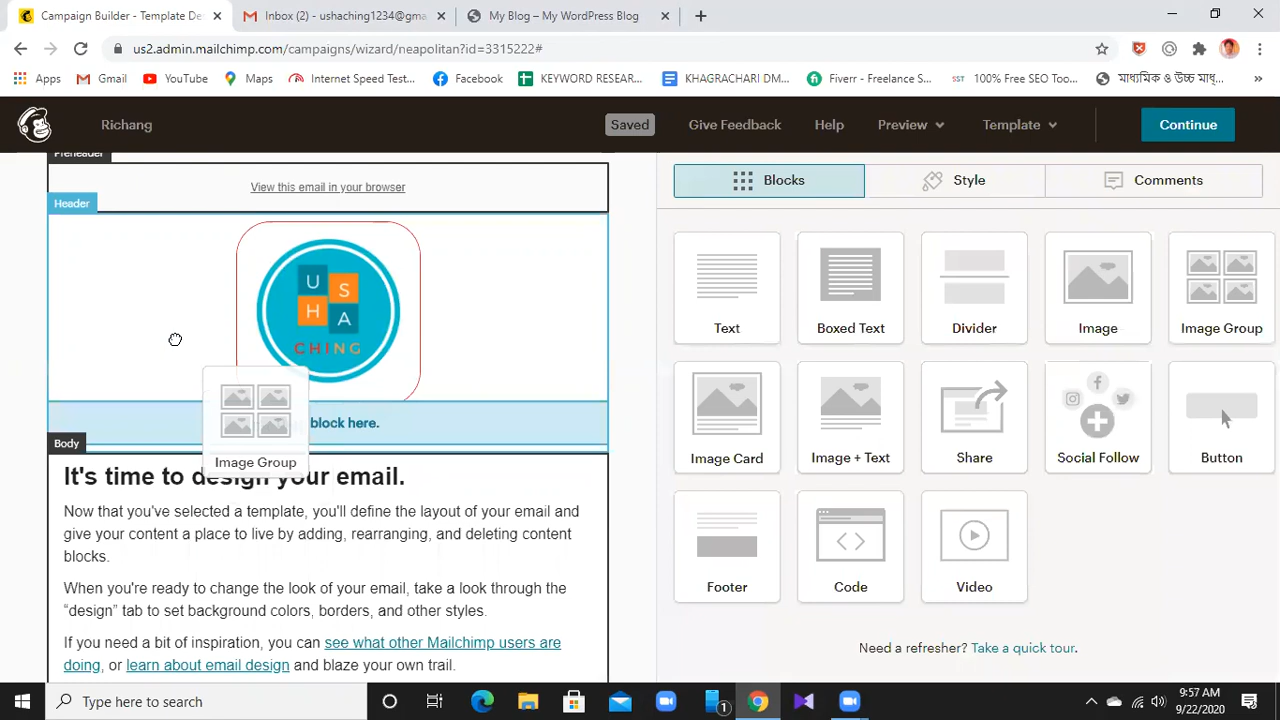 Campaign Builder - Template De
Inbox (2) - ushaching1234@gma
My Blog – My WordPress Blog
us2.admin.mailchimp.com/campaigns/wizard/neapolitan?id=3315222#
Apps
Gmail
YouTube
Maps
Internet Speed Test...
Facebook
KEYWORD RESEAR...
KHAGRACHARI DM...
Fiverr - Freelance S...
SST 100% Free SEO Too...
মাধ্যমিক ও উচ্চ মাধ্...
Richang
Saved
Give Feedback
Help
Preview
Template
Continue
Preheader
View this email in your browser
Header
U S
H A
CHING
block here.
Image Group
Body
It's time to design your email.
Now that you've selected a template, you'll define the layout of your email and
give your content a place to live by adding, rearranging, and deleting content
blocks.
When you're ready to change the look of your email, take a look through the
“design” tab to set background colors, borders, and other styles.
If you need a bit of inspiration, you can see what other Mailchimp users are
doing, or learn about email design and blaze your own trail.
Blocks
Style
Comments
Text
Boxed Text
Divider
Image
Image Group
Image Card
Image + Text
Share
Social Follow
Button
Footer
Code
Video
Need a refresher? Take a quick tour.
Type here to search
1
9:57 AM
9/22/2020
1